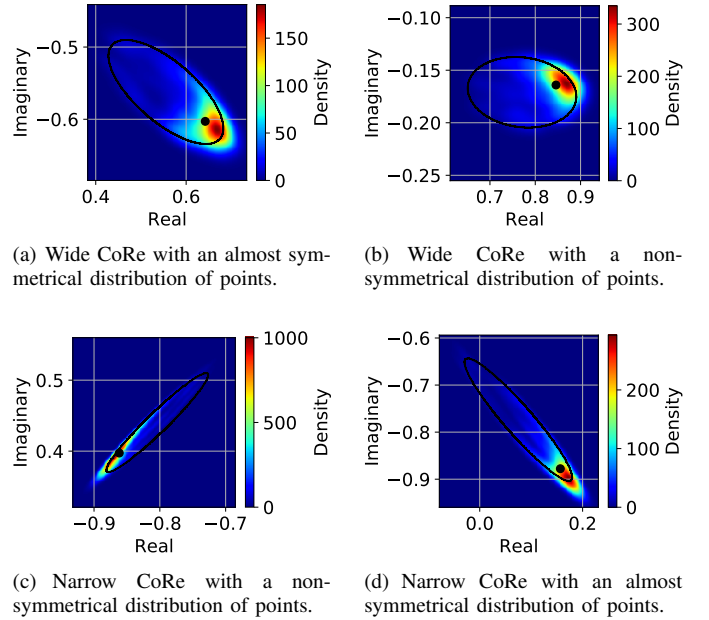 −0.5
−0.6
0.4
0.6
Real
Imaginary
150
100
50
0
Density
−0.10
−0.15
−0.20
−0.25
0.7
0.8
0.9
Real
Imaginary
300
200
100
0
Density
(a) Wide CoRe with an almost sym-
metrical distribution of points.
(b) Wide CoRe with a non-
symmetrical distribution of points.
0.5
0.4
−0.9
−0.8
−0.7
Real
Imaginary
1000
500
0
Density
−0.6
−0.7
−0.8
−0.9
0.0
0.2
Real
Imaginary
200
100
0
Density
(c) Narrow CoRe with a non-
symmetrical distribution of points.
(d) Narrow CoRe with an almost
symmetrical distribution of points.